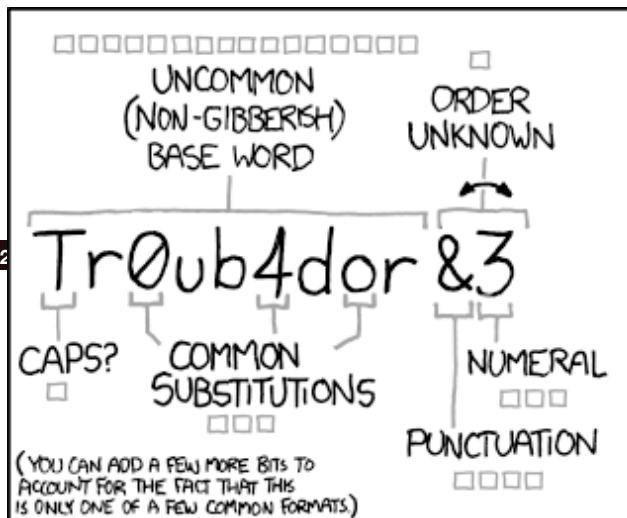 UNCOMMON
(NON-GIBBERISH)
BASE WORD
ORDER
UNKNOWN
Tr0ub4dor &3
CAPS?
COMMON
SUBSTITUTIONS
NUMERAL
PUNCTUATION
(YOU CAN ADD A FEW MORE BITS TO
ACCOUNT FOR THE FACT THAT THIS
IS ONLY ONE OF A FEW COMMON FORMATS.)
2